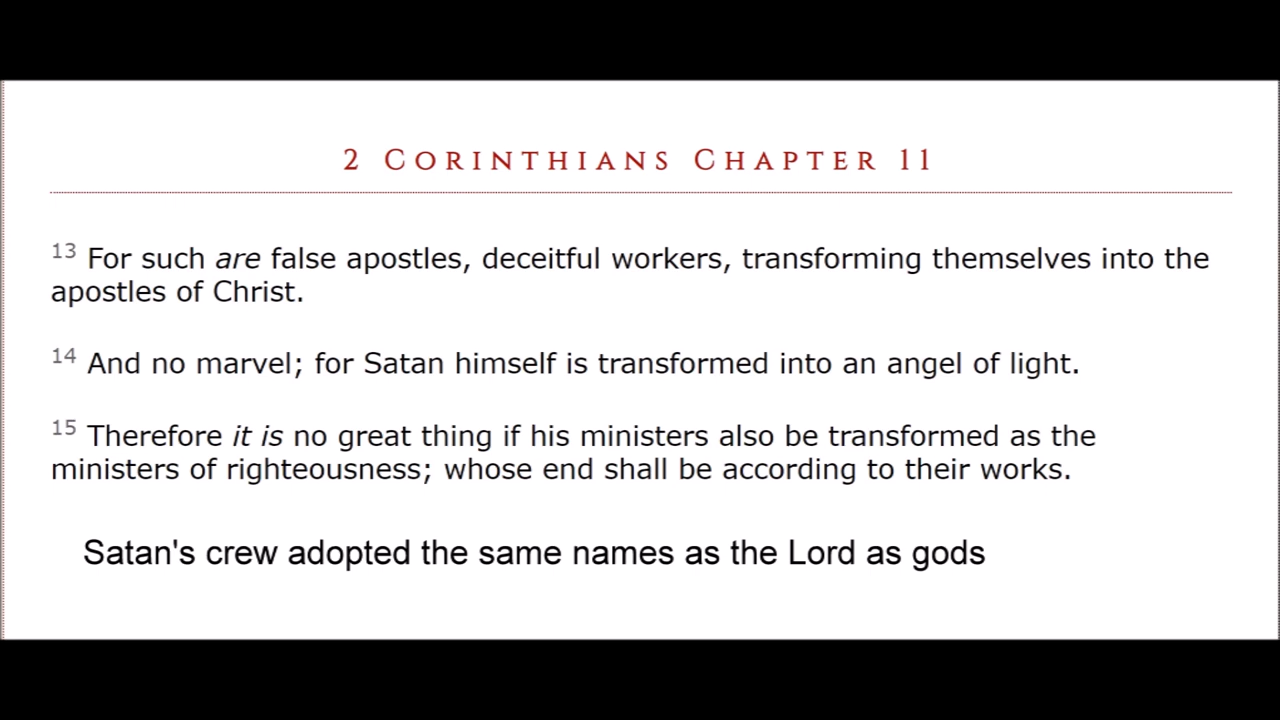 2 Corinthians Chapter 11
13 For such are false apostles, deceitful workers, transforming themselves into the
apostles of Christ.
14 And no marvel; for Satan himself is transformed into an angel of light.
15 Therefore it is no great thing if his ministers also be transformed as the
ministers of righteousness; whose end shall be according to their works.
Satan's crew adopted the same names as the Lord as gods